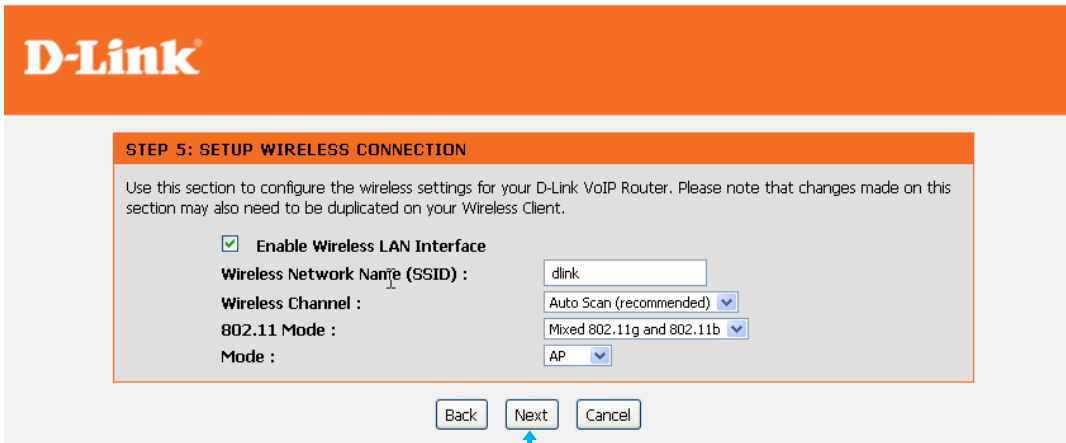 D-Link®
STEP 5: SETUP WIRELESS CONNECTION
Use this section to configure the wireless settings for your D-Link VoIP Router. Please note that changes made on this
section may also need to be duplicated on your Wireless Client.
Enable Wireless LAN Interface
Wireless Network Name (SSID) : dlink
Wireless Channel : Auto Scan (recommended)
802.11 Mode : Mixed 802.11g and 802.11b
Mode : AP
Back Next Cancel